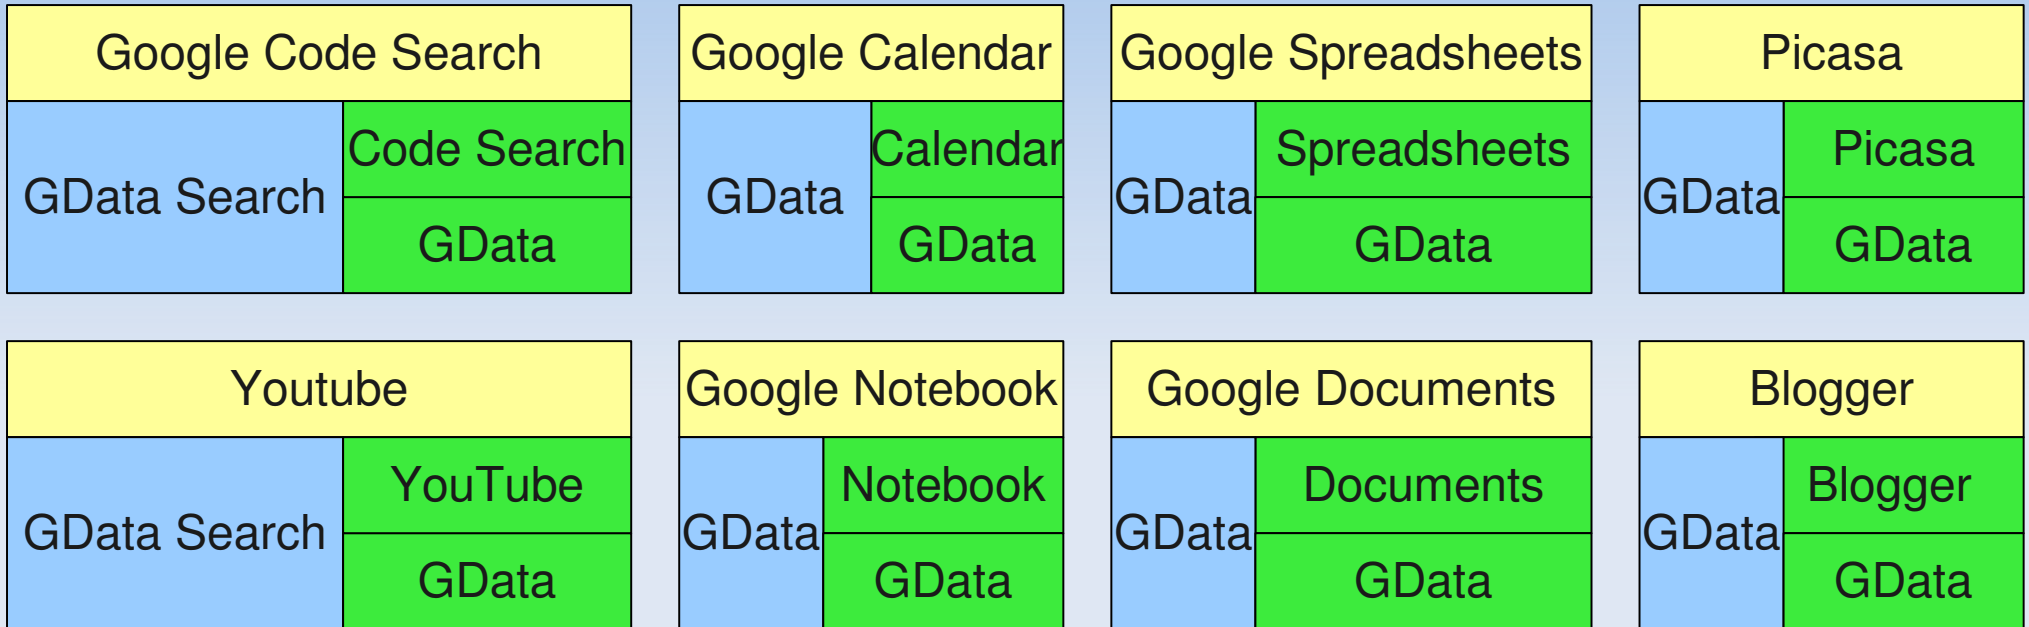 Google Code Search
GData Search
Code Search
GData
Google Calendar
GData
Calendar
GData
Google Spreadsheets
GData
Spreadsheets
GData
Picasa
GData
Picasa
GData
Youtube
GData Search
YouTube
GData
Google Notebook
GData
Notebook
GData
Google Documents
GData
Documents
GData
Blogger
GData
Blogger
GData